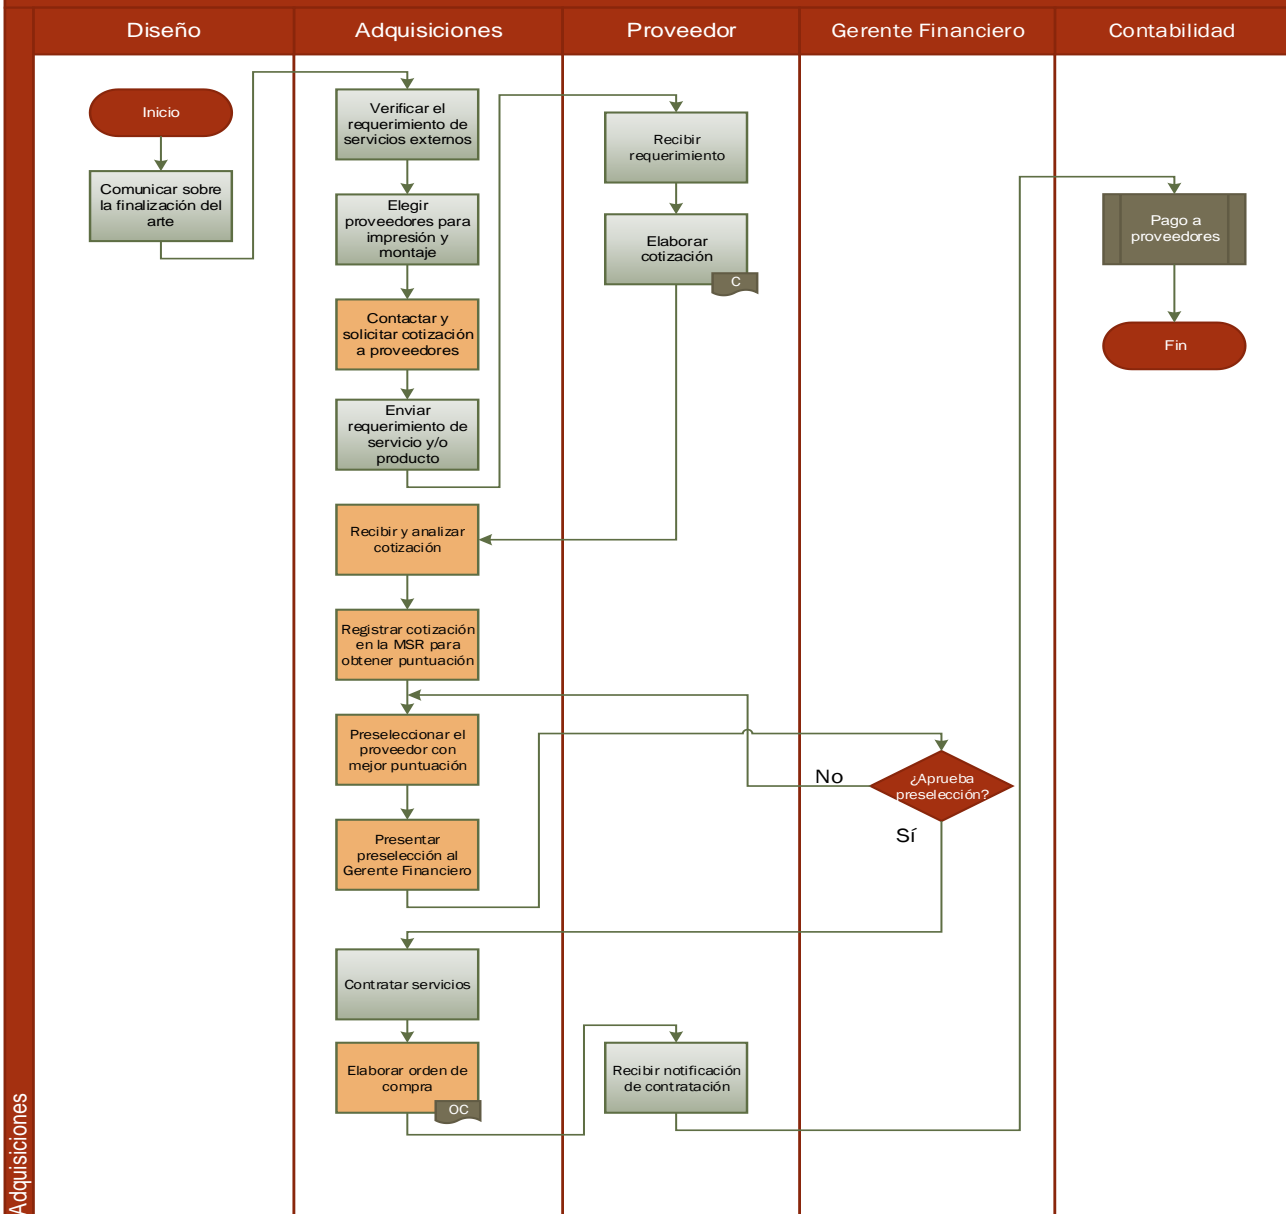 Diseño
Adquisiciones
Proveedor
Gerente Financiero
Contabilidad
Inicio
Comunicar sobre
la finalización del
arte
Verificar el
requerimiento de
servicios externos
Elegir
proveedores para
impresión y
montaje
Contactar y
solicitar cotización
a proveedores
Enviar
requerimiento de
servicio y/o
producto
Recibir
requerimiento
Elaborar
cotización
C
Recibir y analizar
cotización
Registrar cotización
en la MSR para
obtener puntuación
Preseleccionar el
proveedor con
mejor puntuación
Presentar
preselección al
Gerente Financiero
¿Aprueba
preselección?
No
Sí
Contratar servicios
Elaborar orden de
compra
OC
Recibir notificación
de contratación
Pago a
proveedores
Fin
Adquisiciones